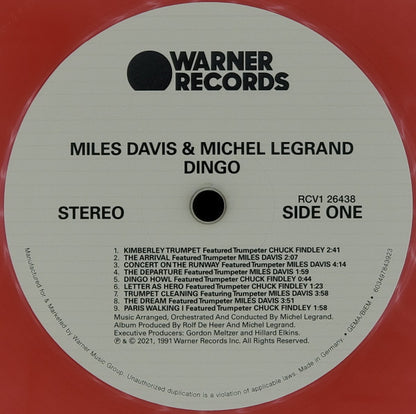 WARNER
RECORDS
MILES DAVIS & MICHEL LEGRAND
DINGO
RCV1 26438
STEREO
SIDE ONE
1. KIMBERLEY TRUMPET Featured Trumpeter CHUCK FINDLEY 2:41
2. THE ARRIVAL Featured Trumpeter MILES DAVIS 2:07
3. CONCERT ON THE RUNWAY Featured Trumpeter MILES DAVIS 4:14
4. THE DEPARTURE Featured Trumpeter MILES DAVIS 1:59
5. DINGO HOWL Featured Trumpeter CHUCK FINDLEY 0:44
6. LETTER AS HERO Featured Trumpeter CHUCK FINDLEY 1:23
7. TRUMPET CLEANING Featuring Trumpeter MILES DAVIS 3:58
8. THE DREAM Featured Trumpeter MILES DAVIS 3:51
9. PARIS WALKING I Featured Trumpeter CHUCK FINDLEY 1:58
Music Arranged, Orchestrated And Conducted By Michel Legrand.
Album Produced By Rolf De Heer And Michel Legrand.
Executive Producers: Gordon Meltzer and Hillard Elkins.
℗ & © 2021, 1991 Warner Records Inc. All Rights Reserved.
Manufactured for & Marketed by Warner Music Group. Unauthorized duplication is a violation of applicable laws. Made in Germany. • GEMA/BIEM. • 603497843923